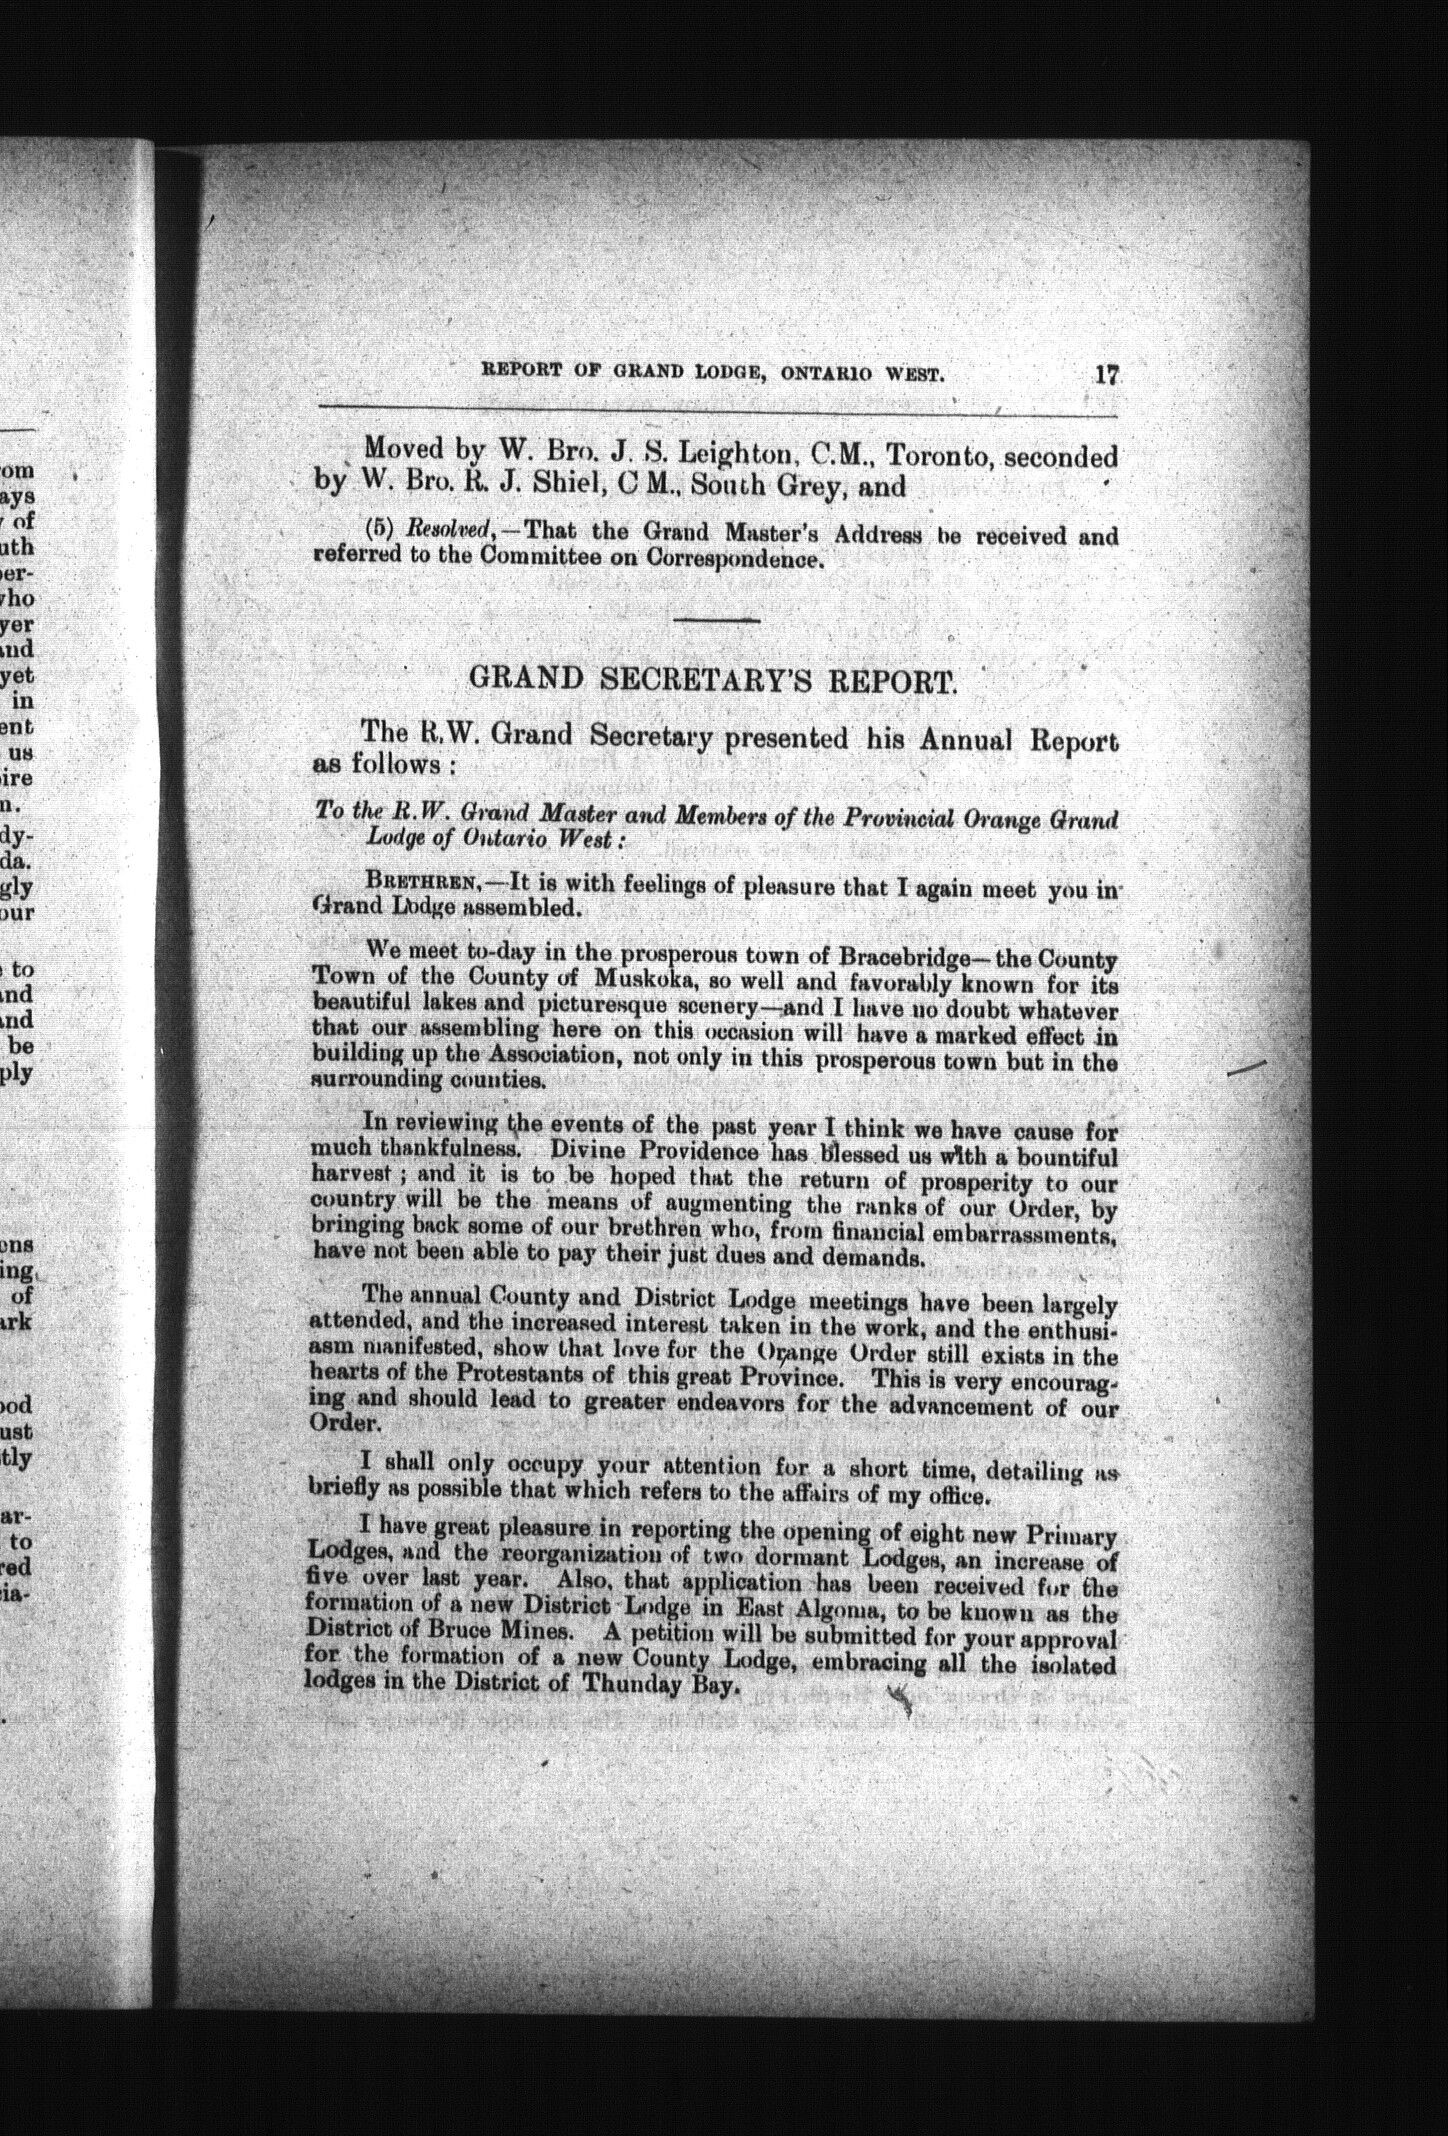 REPORT OF GRAND LODGE, ONTARIO WEST. 17
Moved by W. Bro. J. S. Leighton, C.M., Toronto, seconded
by W. Bro. R. J. Shiel, C M., South Grey, and
(5) Resolved,—That the Grand Master's Address be received and
referred to the Committee on Correspondence.
GRAND SECRETARY'S REPORT.
The R.W. Grand Secretary presented his Annual Report
as follows :
To the R.W. Grand Master and Members of the Provincial Orange Grand
Lodge of Ontario West :
BRETHREN,—It is with feelings of pleasure that I again meet you in
Grand Lodge assembled.
We meet to-day in the prosperous town of Bracebridge—the County
Town of the County of Muskoka, so well and favorably known for its
beautiful lakes and picturesque scenery—and I have no doubt whatever
that our assembling here on this occasion will have a marked effect in
building up the Association, not only in this prosperous town but in the
surrounding counties.
In reviewing the events of the past year I think we have cause for
much thankfulness. Divine Providence has blessed us with a bountiful
harvest ; and it is to be hoped that the return of prosperity to our
country will be the means of augmenting the ranks of our Order, by
bringing back some of our brethren who, from financial embarrassments,
have not been able to pay their just dues and demands.
The annual County and District Lodge meetings have been largely
attended, and the increased interest taken in the work, and the enthusi-
asm manifested, show that love for the Orange Order still exists in the
hearts of the Protestants of this great Province. This is very encourag-
ing and should lead to greater endeavors for the advancement of our
Order.
I shall only occupy your attention for a short time, detailing as
briefly as possible that which refers to the affairs of my office.
I have great pleasure in reporting the opening of eight new Primary
Lodges, and the reorganization of two dormant Lodges, an increase of
five over last year. Also, that application has been received for the
formation of a new District Lodge in East Algoma, to be known as the
District of Bruce Mines. A petition will be submitted for your approval
for the formation of a new County Lodge, embracing all the isolated
lodges in the District of Thunday Bay.